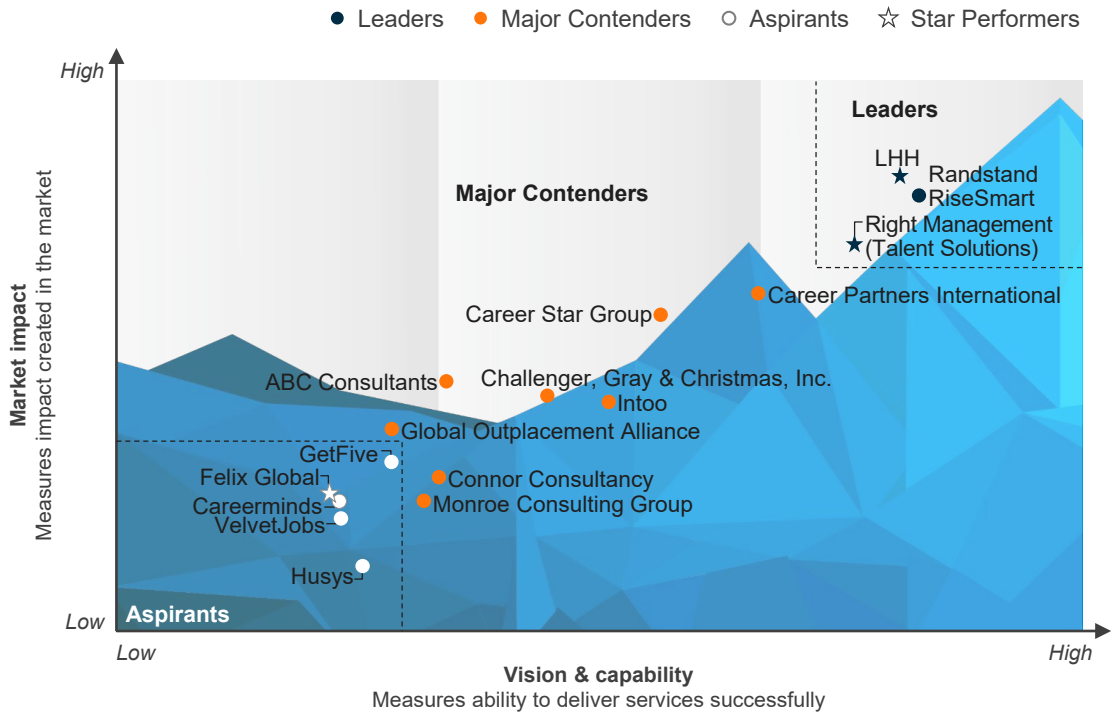 Leaders
Major Contenders
Aspirants
Star Performers
High
Market impact
Measures impact created in the market
Low
Leaders
LHH
Randstand
RiseSmart
Right Management
(Talent Solutions)
Major Contenders
Career Partners International
Career Star Group
ABC Consultants
Challenger, Gray & Christmas, Inc.
Intoo
Global Outplacement Alliance
GetFive
Felix Global
Connor Consultancy
Careerminds
Monroe Consulting Group
VelvetJobs
Husys
Aspirants
Low
High
Vision & capability
Measures ability to deliver services successfully